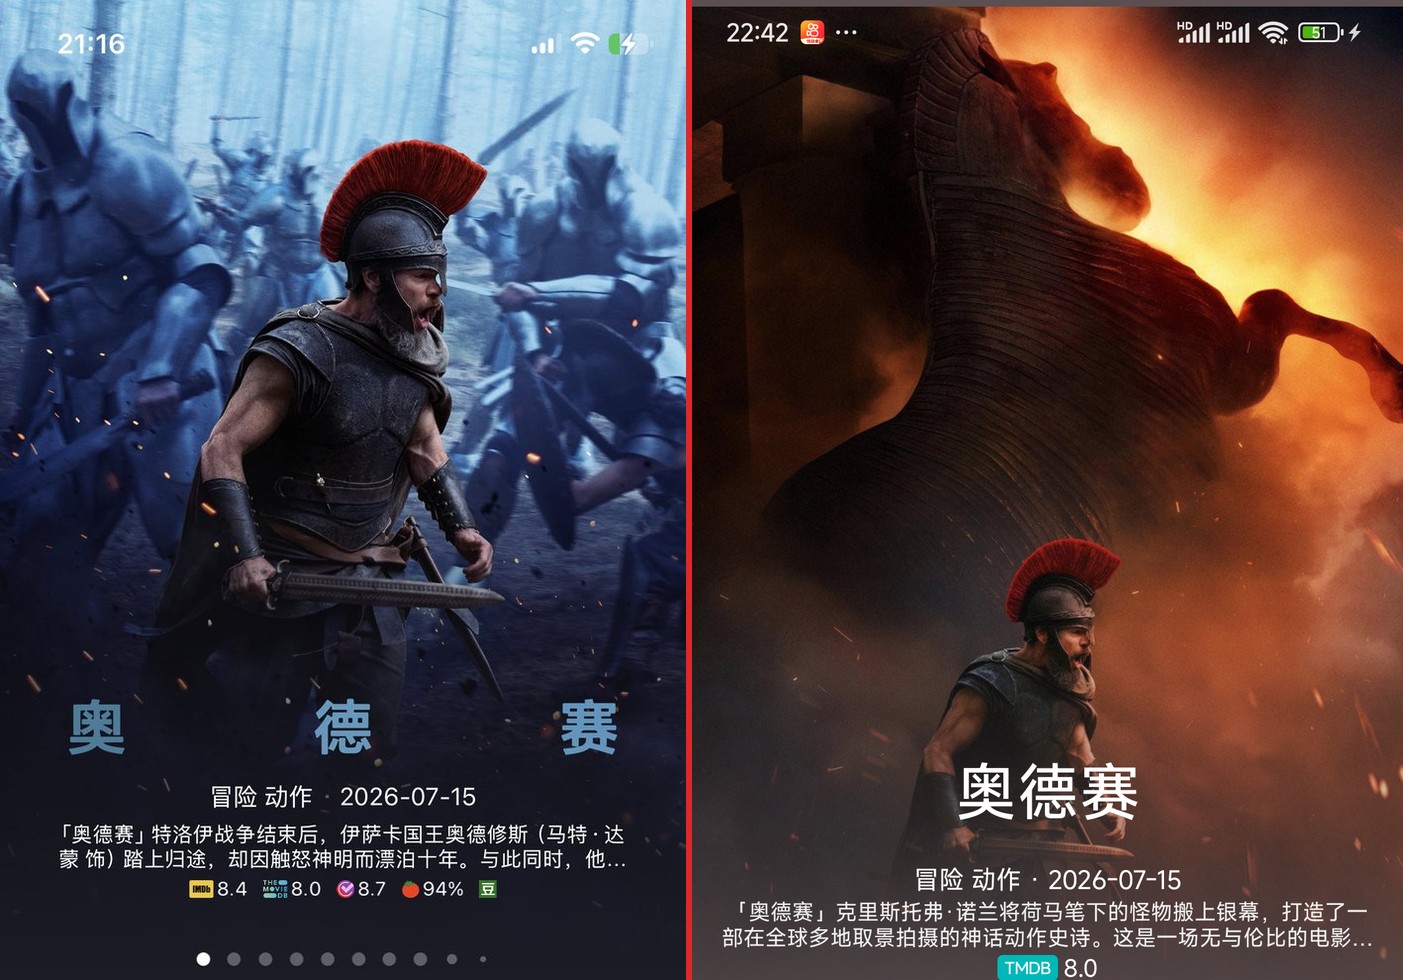 21:16
奥德赛
冒险 动作 · 2026-07-15
「奥德赛」特洛伊战争结束后，伊萨卡国王奥德修斯（马特·达
蒙 饰）踏上归途，却因触怒神明而漂泊十年。与此同时，他…
IMDb 8.4 THE MOVIE DB 8.0 8.7 94% 豆
22:42 ···
HD HD 51
奥德赛
冒险 动作 · 2026-07-15
「奥德赛」克里斯托弗·诺兰将荷马笔下的怪物搬上银幕，打造了一
部在全球多地取景拍摄的神话动作史诗。这是一场无与伦比的电影…
TMDB 8.0